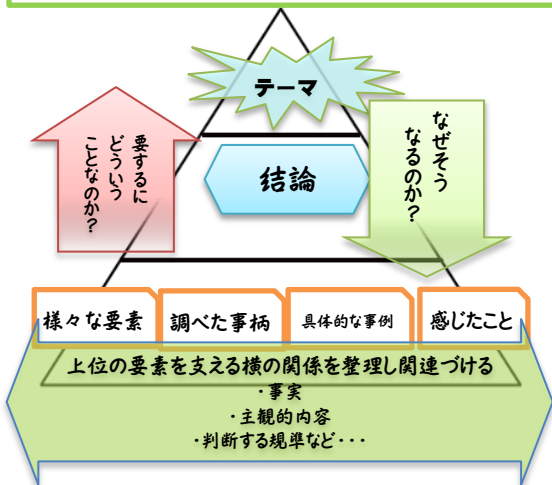 テーマ
要するに
どういう
ことなのか？
なぜそう
なるのか？
結論
様々な要素
調べた事柄
具体的な事例
感じたこと
上位の要素を支える横の関係を整理し関連づける
・事実
・主観的内容
・判断する規準など・・・